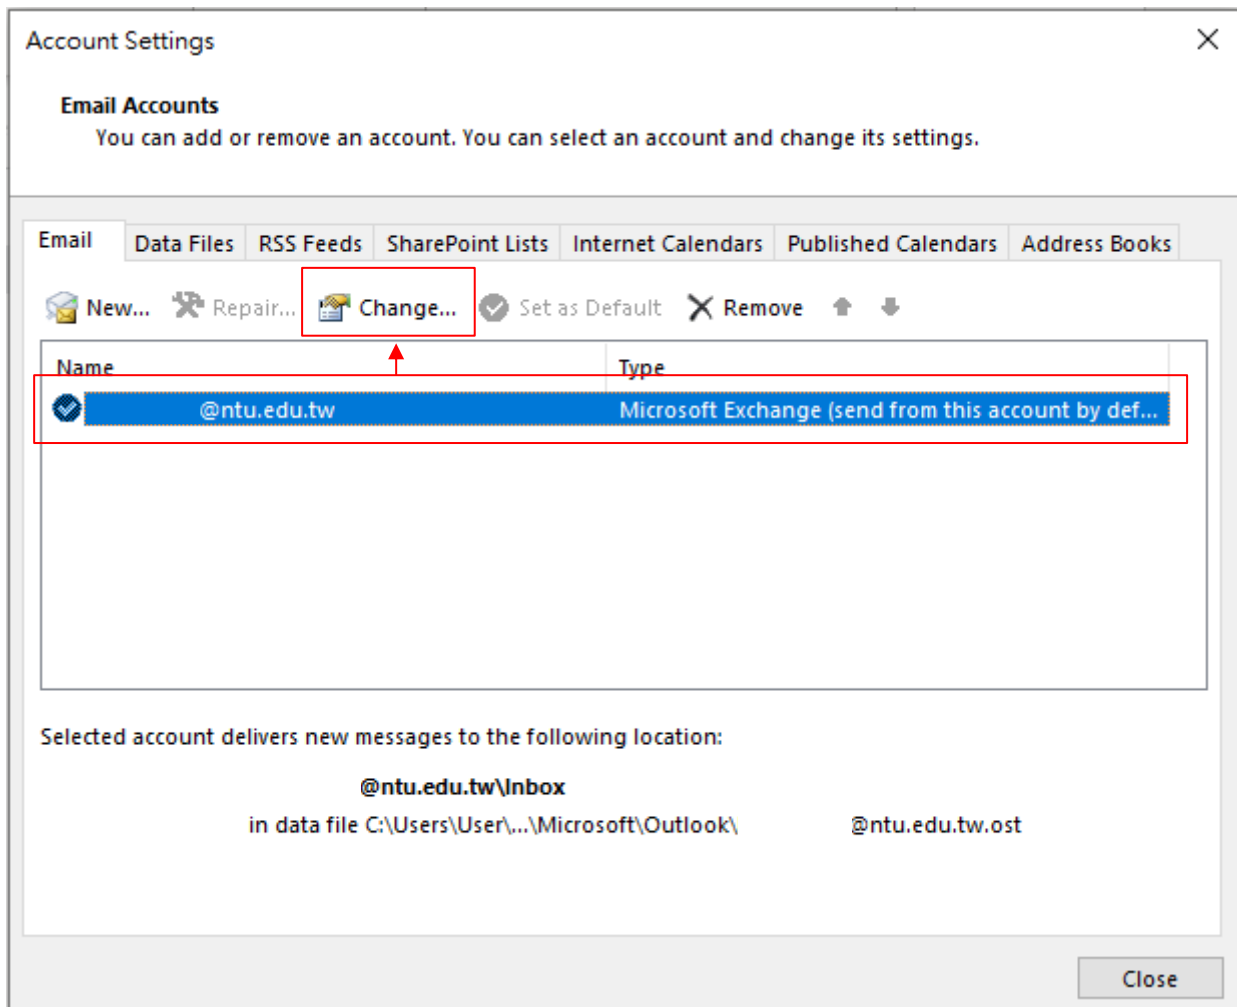 Account Settings
Email Accounts
You can add or remove an account. You can select an account and change its settings.
Email Data Files RSS Feeds SharePoint Lists Internet Calendars Published Calendars Address Books
New... Repair... Change... Set as Default Remove
Name Type
@ntu.edu.tw Microsoft Exchange (send from this account by def...
Selected account delivers new messages to the following location:
@ntu.edu.tw\Inbox
in data file C:\Users\User\...\Microsoft\Outlook\ @ntu.edu.tw.ost
Close